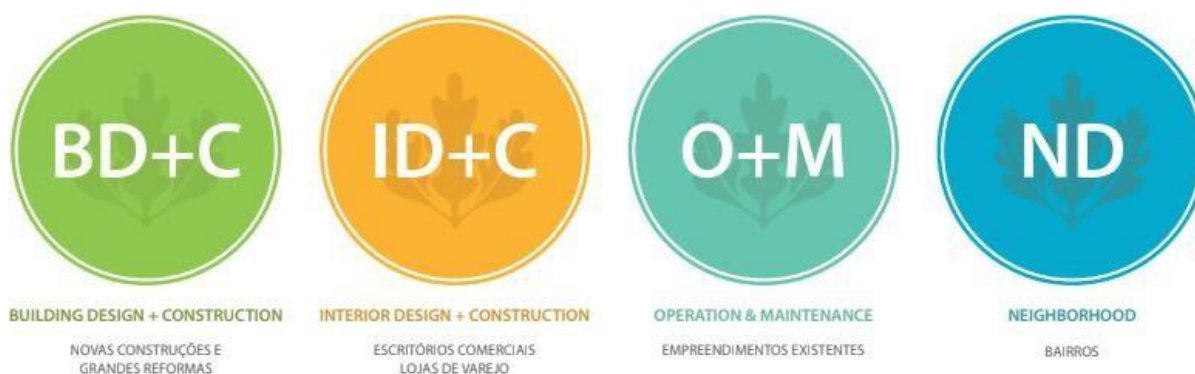 BD+C
ID+C
O+M
ND
BUILDING DESIGN + CONSTRUCTION
INTERIOR DESIGN + CONSTRUCTION
OPERATION & MAINTENANCE
NEIGHBORHOOD
NOVAS CONSTRUÇÕES E
GRANDES REFORMAS
ESCRITÓRIOS COMERCIAIS
LOJAS DE VAREJO
EMPREENDIMENTOS EXISTENTES
BAIRROS